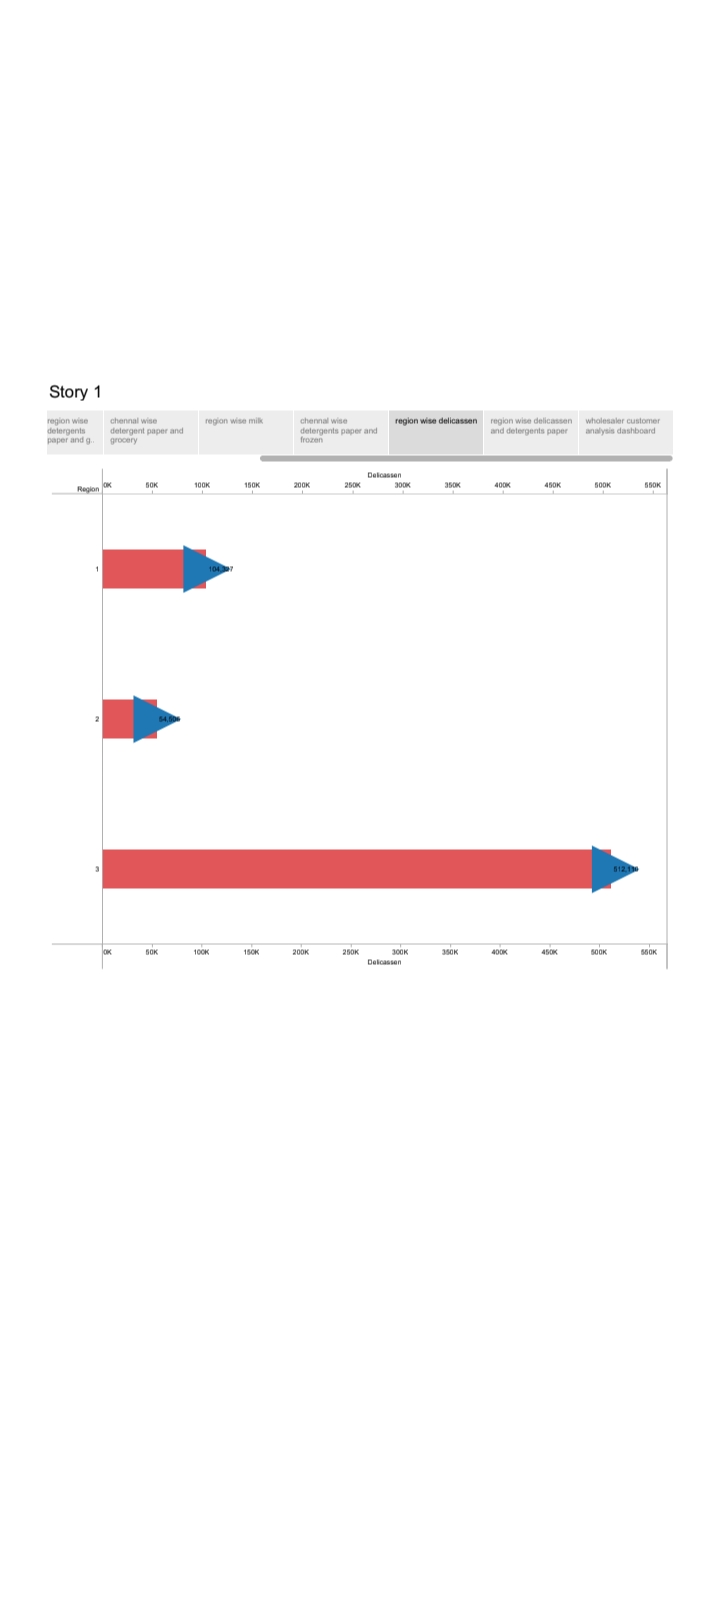 Story 1
region wise
detergents
paper and g..
chennal wise
detergent paper and
grocery
region wise milk
chennal wise
detergents paper and
frozen
region wise delicassen
region wise delicassen
and detergents paper
wholesaler customer
analysis dashboard
Delicassen
Region 0K 50K 100K 150K 200K 250K 300K 350K 400K 450K 500K 550K
1
2
3
0K 50K 100K 150K 200K 250K 300K 350K 400K 450K 500K 550K
Delicassen